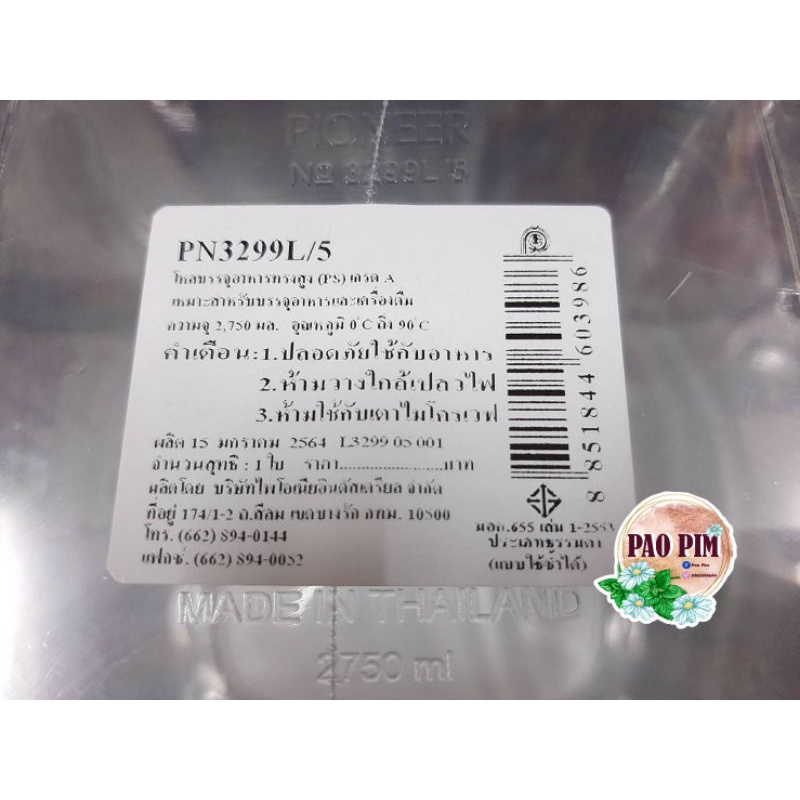 PIONEER
No 3299L/5
PN3299L/5
โหลบรรจุอาหารทรงสูง (PS) เกรด A
เหมาะสำหรับบรรจุอาหารและเครื่องดื่ม
ความจุ 2,750 มล. อุณหภูมิ 0°C ถึง 90°C
คำเตือน:1.ปลอดภัยใช้กับอาหาร
2.ห้ามวางใกล้เปลวไฟ
3.ห้ามใช้กับเตาไมโครเวฟ
ผลิต 15 มกราคม 2564 L3299 05 001
จำนวนสุทธิ : 1 ใบ ราคา........................บาท
ผลิตโดย บริษัทไพโอเนียอินดัสเตรียล จำกัด
ที่อยู่ 174/1-2 ถ.สีลม เขตบางรัก กทม. 10500
โทร. (662) 894-0144
แฟกซ์. (662) 894-0052
8 851844 603986
มอก.655 เล่ม 1-2553
ประเภทธรรมดา
(แบบใช้ซ้ำได้)
MADE IN THAILAND
2750 ml
PAO PIM
Pao Pim